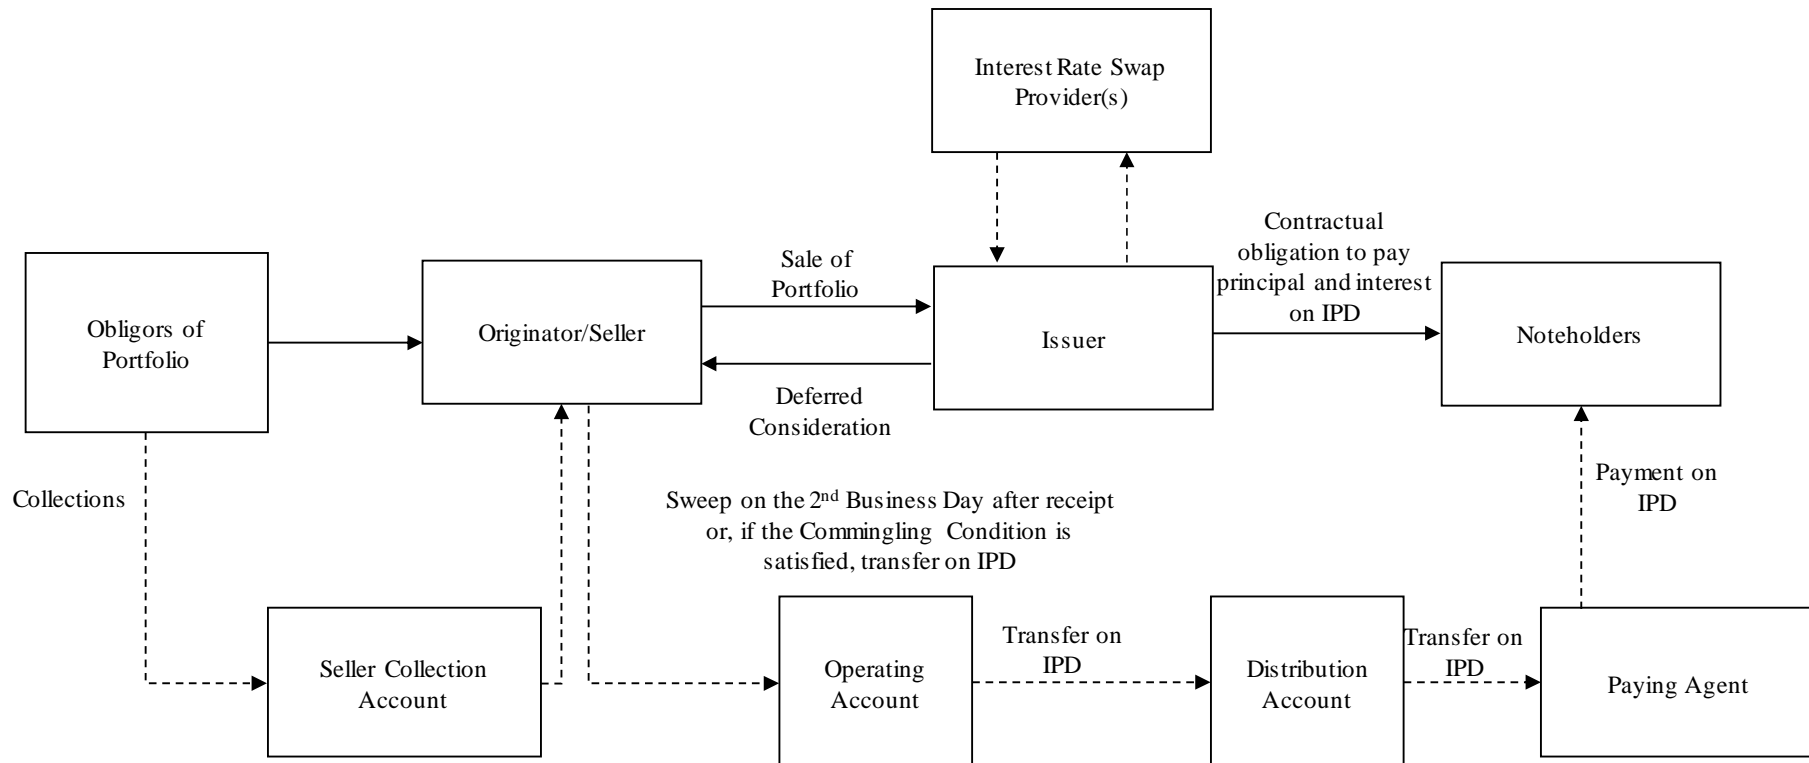 Interest Rate Swap
Provider(s)
Contractual
obligation to pay
principal and interest
on IPD
Sale of
Portfolio
Obligors of
Portfolio
Originator/Seller
Issuer
Noteholders
Deferred
Consideration
Collections
Sweep on the 2nd Business Day after receipt
or, if the Commingling Condition is
satisfied, transfer on IPD
Payment on
IPD
Seller Collection
Account
Operating
Account
Transfer on
IPD
Distribution
Account
Transfer on
IPD
Paying Agent